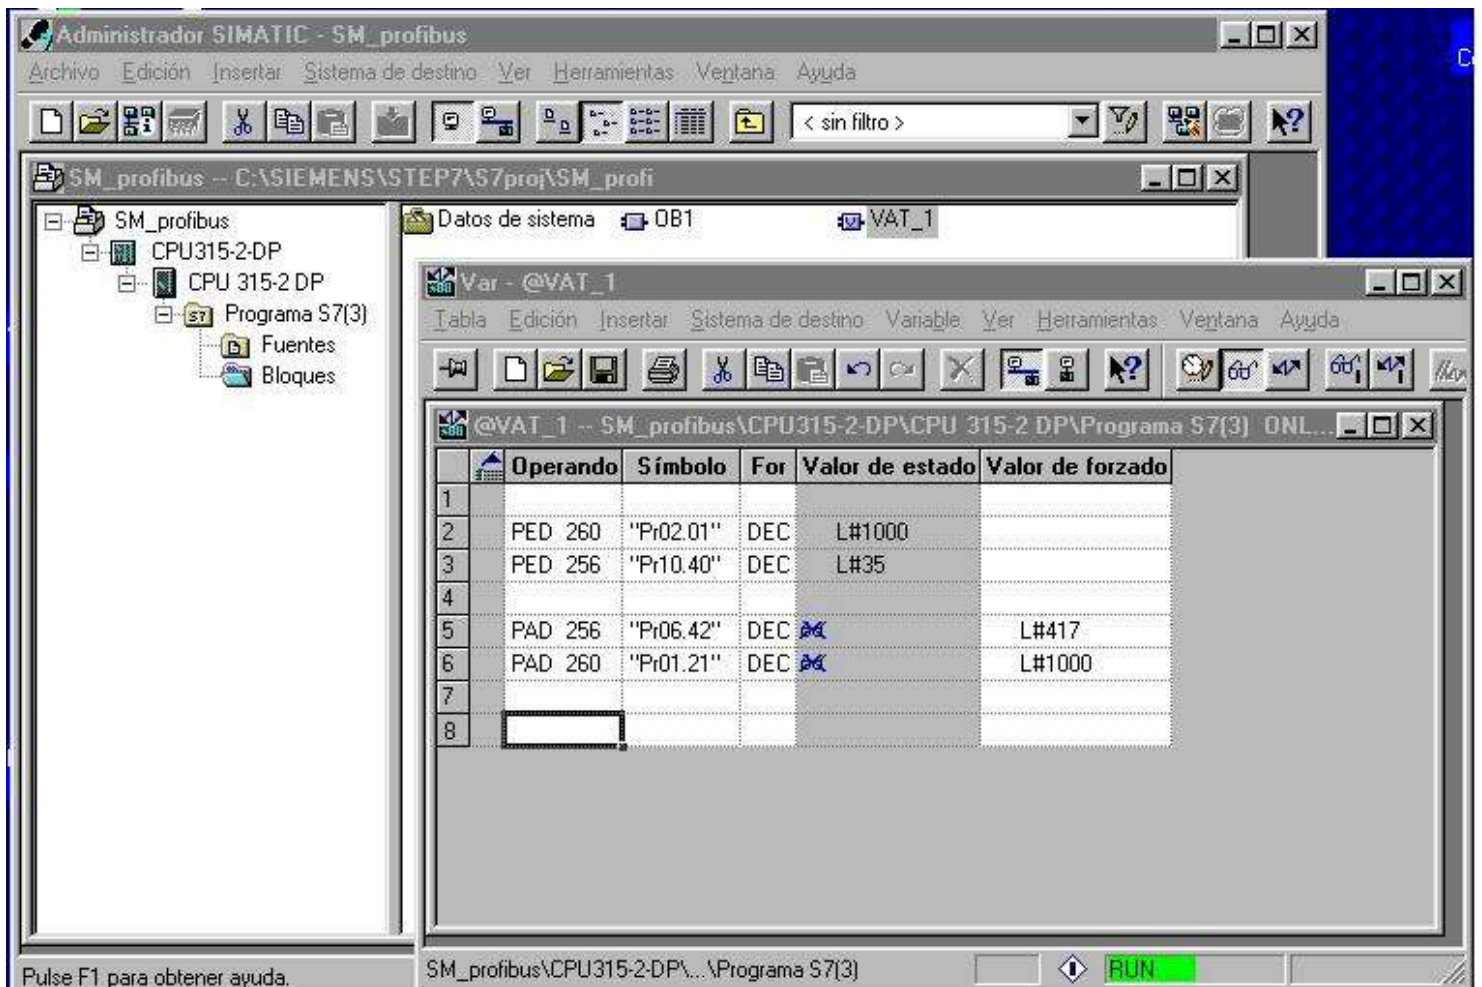 Administrador SIMATIC - SM_profibus
Archivo Edición Insertar Sistema de destino Ver Herramientas Ventana Ayuda
< sin filtro >
SM_profibus -- C:\SIEMENS\STEP7\S7proj\SM_profi
SM_profibus
CPU315-2-DP
CPU 315-2 DP
Programa S7(3)
Fuentes
Bloques
Datos de sistema OB1 VAT_1
Var - @VAT_1
Tabla Edición Insertar Sistema de destino Variable Ver Herramientas Ventana Ayuda
@VAT_1 -- SM_profibus\CPU315-2-DP\CPU 315-2 DP\Programa S7(3) ONL...
Operando Símbolo For Valor de estado Valor de forzado
1
2 PED 260 "Pr02.01" DEC L#1000
3 PED 256 "Pr10.40" DEC L#35
4
5 PAD 256 "Pr06.42" DEC L#417
6 PAD 260 "Pr01.21" DEC L#1000
7
8
SM_profibus\CPU315-2-DP\...\Programa S7(3) RUN
Pulse F1 para obtener ayuda.